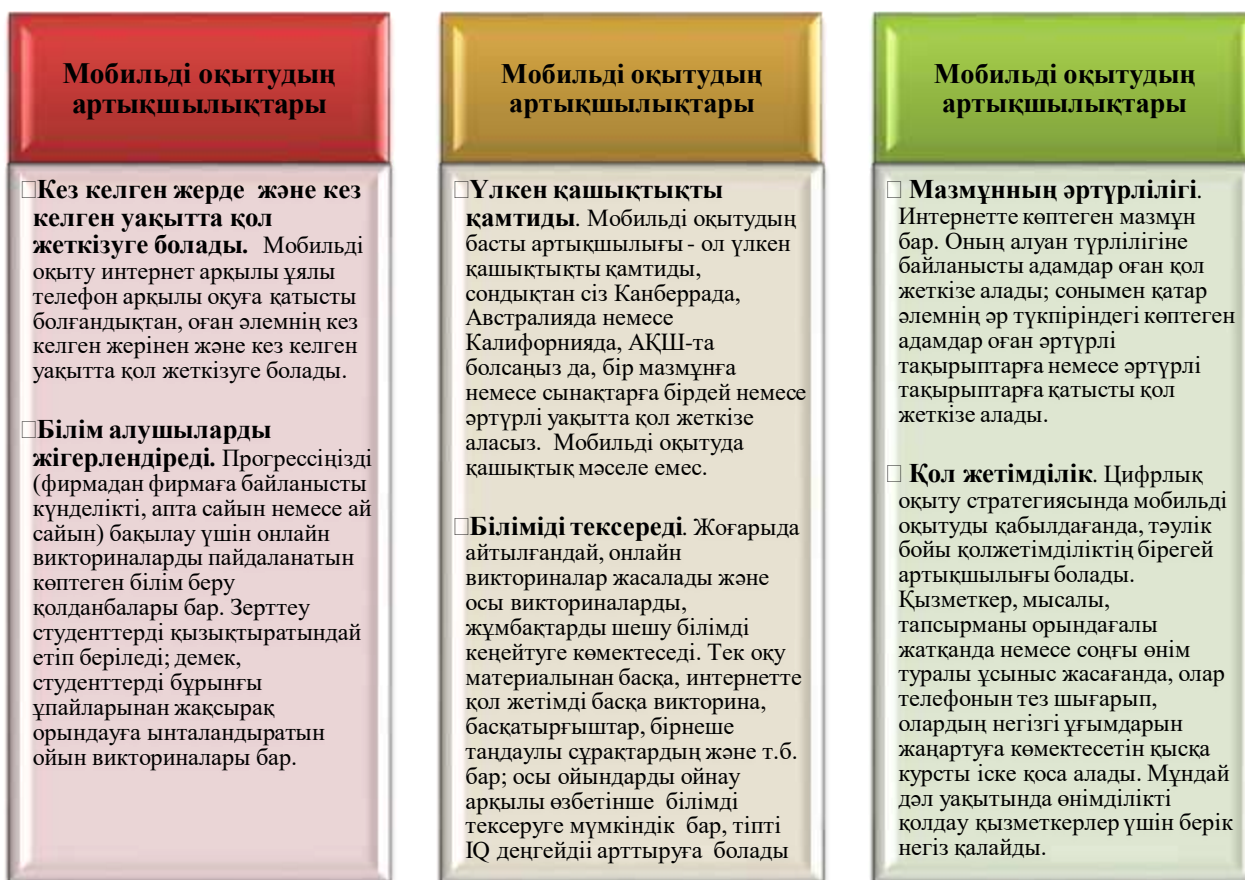 Мобильді оқытудың
артықшылықтары
□Кез келген жерде және кез
келген уақытта қол
жеткізуге болады. Мобильді
оқыту интернет арқылы ұялы
телефон арқылы оқуға қатысты
болғандықтан, оған әлемнің кез
келген жерінен және кез келген
уақытта қол жеткізуге болады.
□Білім алушыларды
жігерлендіреді. Прогрессіңізді
(фирмадан фирмаға байланысты
күнделікті, апта сайын немесе ай
сайын) бақылау үшін онлайн
викториналарды пайдаланатын
көптеген білім беру
қолданбалары бар. Зерттеу
студенттерді қызықтыратындай
етіп беріледі; демек,
студенттерді бұрынғы
ұпайларынан жақсырақ
орындауға ынталандыратын
ойын викториналары бар.
Мобильді оқытудың
артықшылықтары
□Үлкен қашықтықты
қамтиды. Мобильді оқытудың
басты артықшылығы - ол үлкен
қашықтықты қамтиды,
сондықтан сіз Канберрада,
Австралияда немесе
Калифорнияда, АҚШ-та
болсаңыз да, бір мазмұнға
немесе сынақтарға бірдей немесе
әртүрлі уақытта қол жеткізе
аласыз. Мобильді оқытуда
қашықтық мәселе емес.
□Біліміді тексереді. Жоғарыда
айтылғандай, онлайн
викториналар жасалады және
осы викториналарды,
жұмбақтарды шешу білімді
кеңейтуге көмектеседі. Тек оқу
материалынан басқа, интернетте
қол жетімді басқа викторина,
басқатырғыштар, бірнеше
таңдаулы сұрақтардың және т.б.
бар; осы ойындарды ойнау
арқылы өзбетінше білімді
тексеруге мүмкіндік бар, тіпті
IQ деңгейдіі арттыруға болады
Мобильді оқытудың
артықшылықтары
□ Мазмұнның әртүрлілігі.
Интернетте көптеген мазмұн
бар. Оның алуан түрлілігіне
байланысты адамдар оған қол
жеткізе алады; сонымен қатар
әлемнің әр түкпіріндегі көптеген
адамдар оған әртүрлі
тақырыптарға немесе әртүрлі
тақырыптарға қатысты қол
жеткізе алады.
□ Қол жетімділік. Цифрлық
оқыту стратегиясында мобильді
оқытуды қабылдағанда, тәулік
бойы қолжетімділіктің бірегей
артықшылығы болады.
Қызметкер, мысалы,
тапсырманы орындағалы
жатқанда немесе соңғы өнім
туралы ұсыныс жасағанда, олар
телефонын тез шығарып,
олардың негізгі ұғымдарын
жаңартуға көмектесетін қысқа
курсты іске қоса алады. Мұндай
дәл уақытында өнімділікті
қолдау қызметкерлер үшін берік
негіз қалайды.